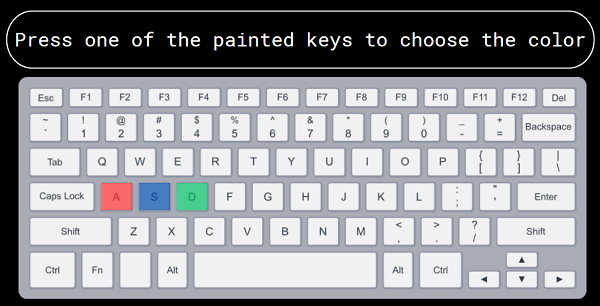 Press one of the painted keys to choose the color
Esc F1 F2 F3 F4 F5 F6 F7 F8 F9 F10 F11 F12 Del
~ ! @ # $ % ^ & * ( ) _ +
` 1 2 3 4 5 6 7 8 9 0 - = Backspace
Tab Q W E R T Y U I O P { } |
[ ] \
Caps Lock A S D F G H J K L : " Enter
; '
Shift Z X C V B N M < > ? Shift
, . /
Ctrl Fn Alt Alt Ctrl ▲
◄ ▼ ►